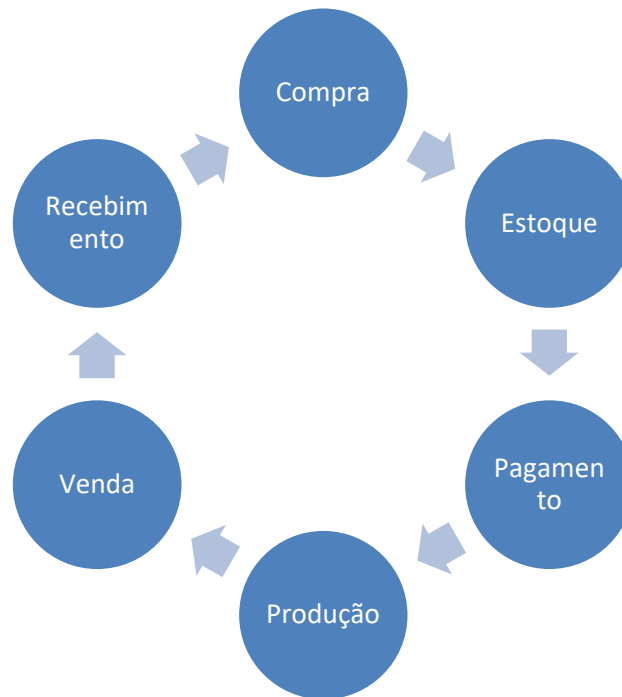 Compra
Estoque
Pagamen
to
Produção
Venda
Recebim
ento